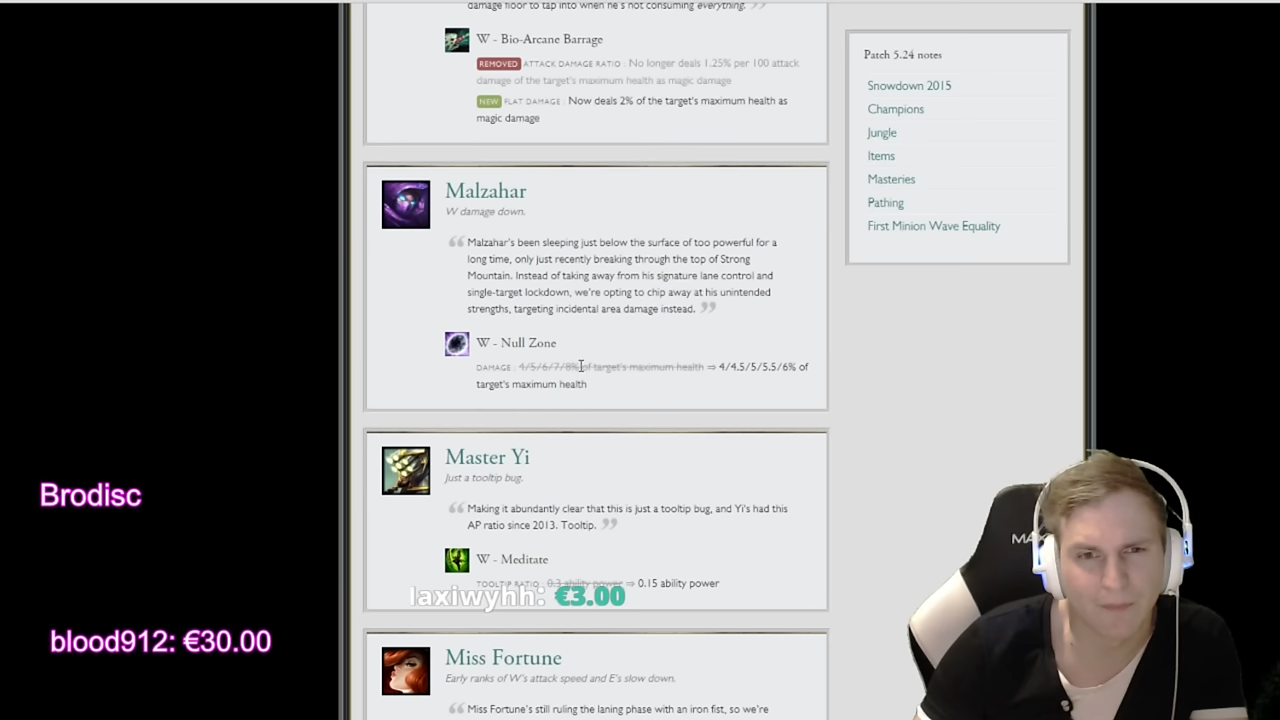 damage floor to tap into when he's not consuming everything.
W - Bio-Arcane Barrage
REMOVED ATTACK DAMAGE RATIO : No longer deals 1.25% per 100 attack
damage of the target's maximum health as magic damage
NEW FLAT DAMAGE : Now deals 2% of the target's maximum health as
magic damage
Malzahar
W damage down.
Malzahar's been sleeping just below the surface of too powerful for a
long time, only just recently breaking through the top of Strong
Mountain. Instead of taking away from his signature lane control and
single-target lockdown, we're opting to chip away at his unintended
strengths, targeting incidental area damage instead.
W - Null Zone
DAMAGE : 4/5/6/7/8% of target's maximum health ⇒ 4/4.5/5/5.5/6% of
target's maximum health
Master Yi
Just a tooltip bug.
Making it abundantly clear that this is just a tooltip bug, and Yi's had this
AP ratio since 2013. Tooltip.
W - Meditate
TOOLTIP RATIO : 0.3 ability power ⇒ 0.15 ability power
laxiwyhh: €3.00
Miss Fortune
Early ranks of W's attack speed and E's slow down.
Miss Fortune's still ruling the laning phase with an iron fist, so we're
Patch 5.24 notes
Snowdown 2015
Champions
Jungle
Items
Masteries
Pathing
First Minion Wave Equality
Brodisc
blood912: €30.00
MAX